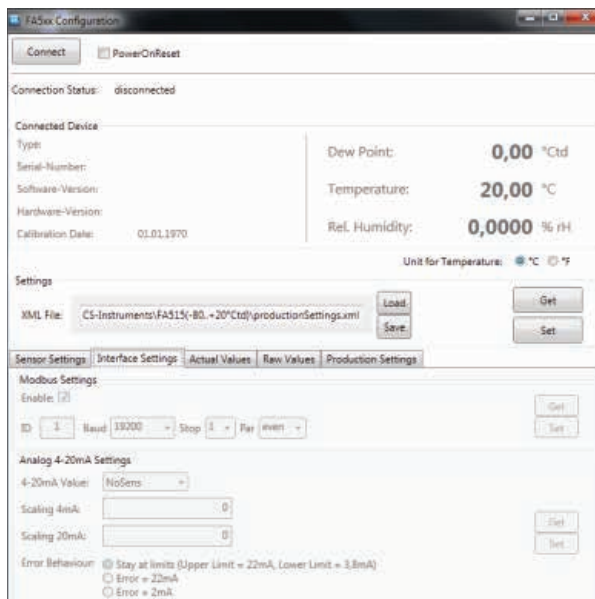 FA5xx Configuration
Connect PowerOnReset
Connection Status: disconnected
Connected Device
Type:
Serial-Number:
Software-Version:
Hardware-Version:
Calibration Date: 01.01.1970
Dew Point: 0,00 °Ctd
Temperature: 20,00 °C
Rel. Humidity: 0,0000 % rH
Unit for Temperature: °C °F
Settings
XML File: CS-Instruments\FA515(-80..+20°Ctd)\productionSettings.xml
Load
Save
Get
Set
Sensor Settings Interface Settings Actual Values Raw Values Production Settings
Modbus Settings
Enable:
ID 1 Baud 19200 Stop 1 Par even
Get
Set
Analog 4-20mA Settings
4-20mA Value: NoSens
Scaling 4mA: 0
Scaling 20mA: 0
Get
Set
Error Behaviour: Stay at limits (Upper Limit = 22mA, Lower Limit = 3,8mA)
Error = 22mA
Error = 2mA